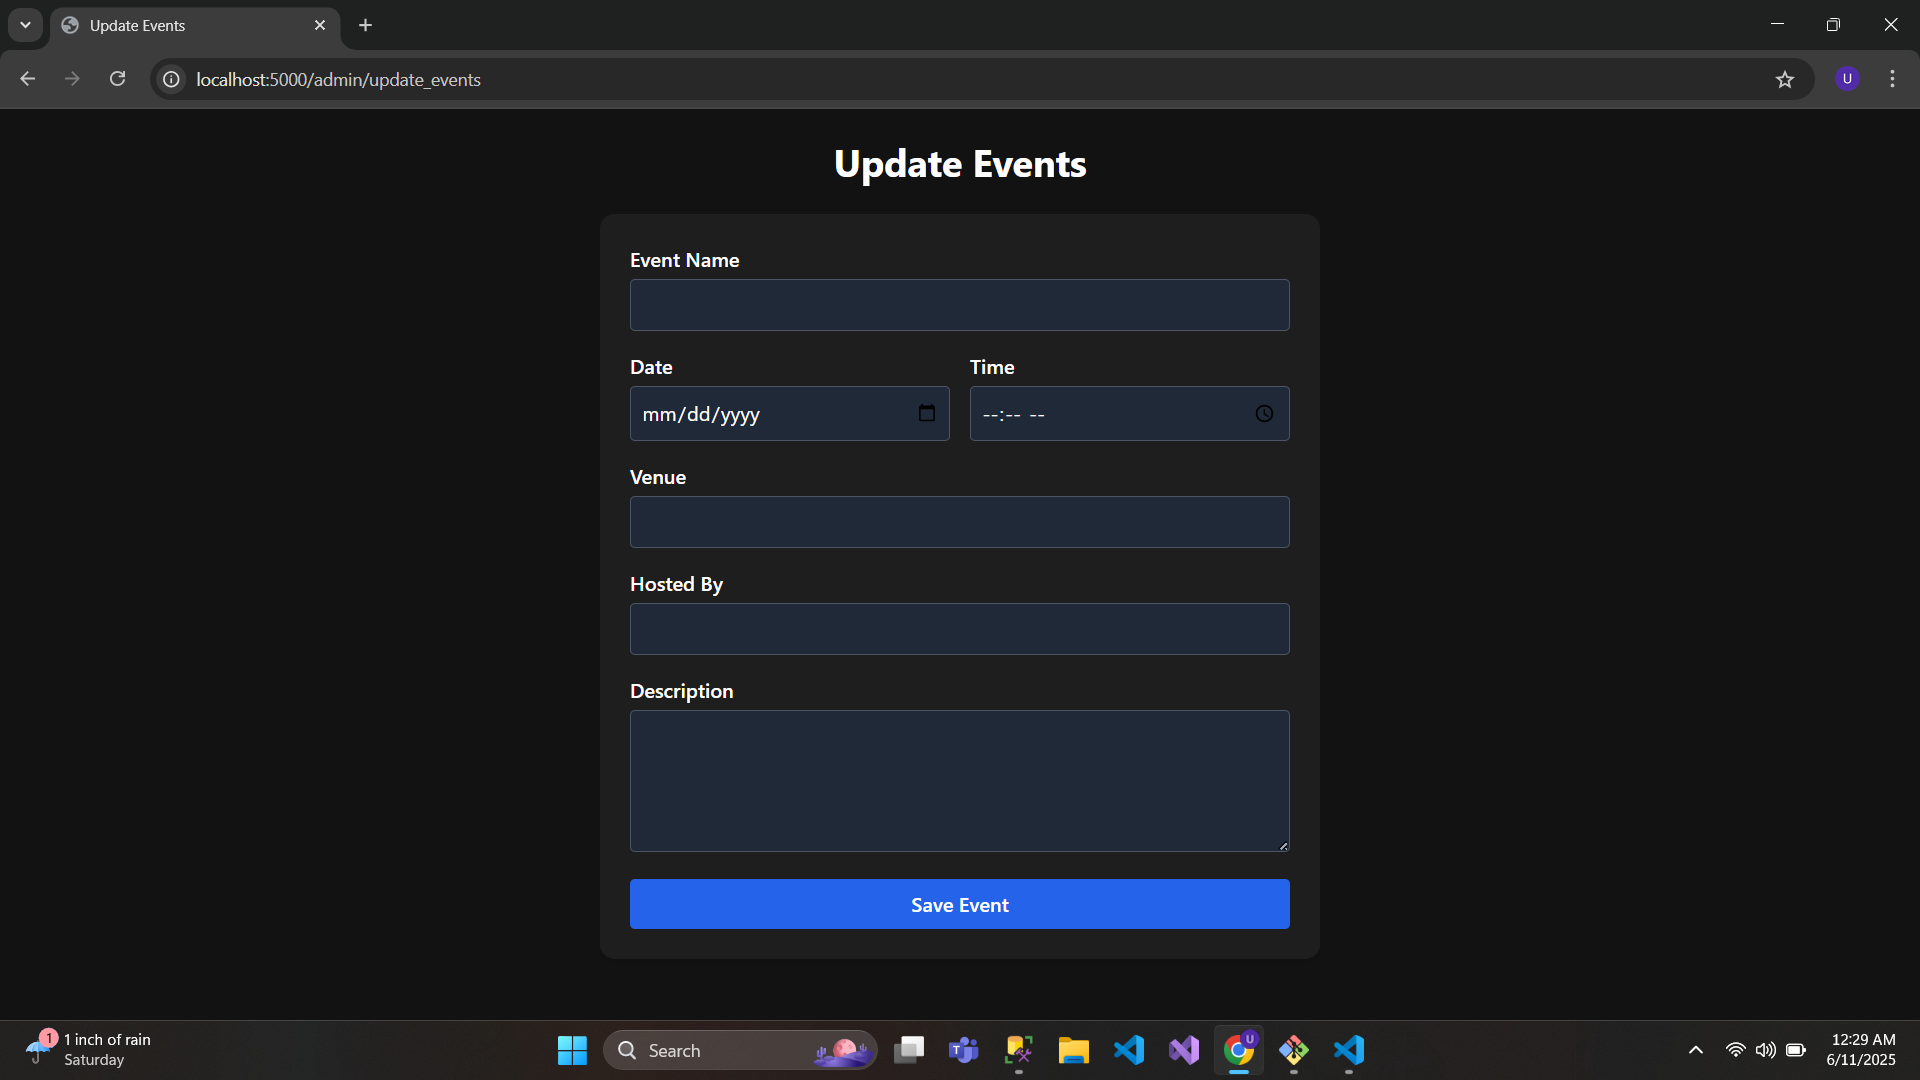 Update Events
localhost:5000/admin/update_events
U
Update Events
Event Name
Date Time
mm/dd/yyyy --:-- --
Venue
Hosted By
Description
Save Event
1 1 inch of rain
Saturday
Search
T
U
12:29 AM
6/11/2025